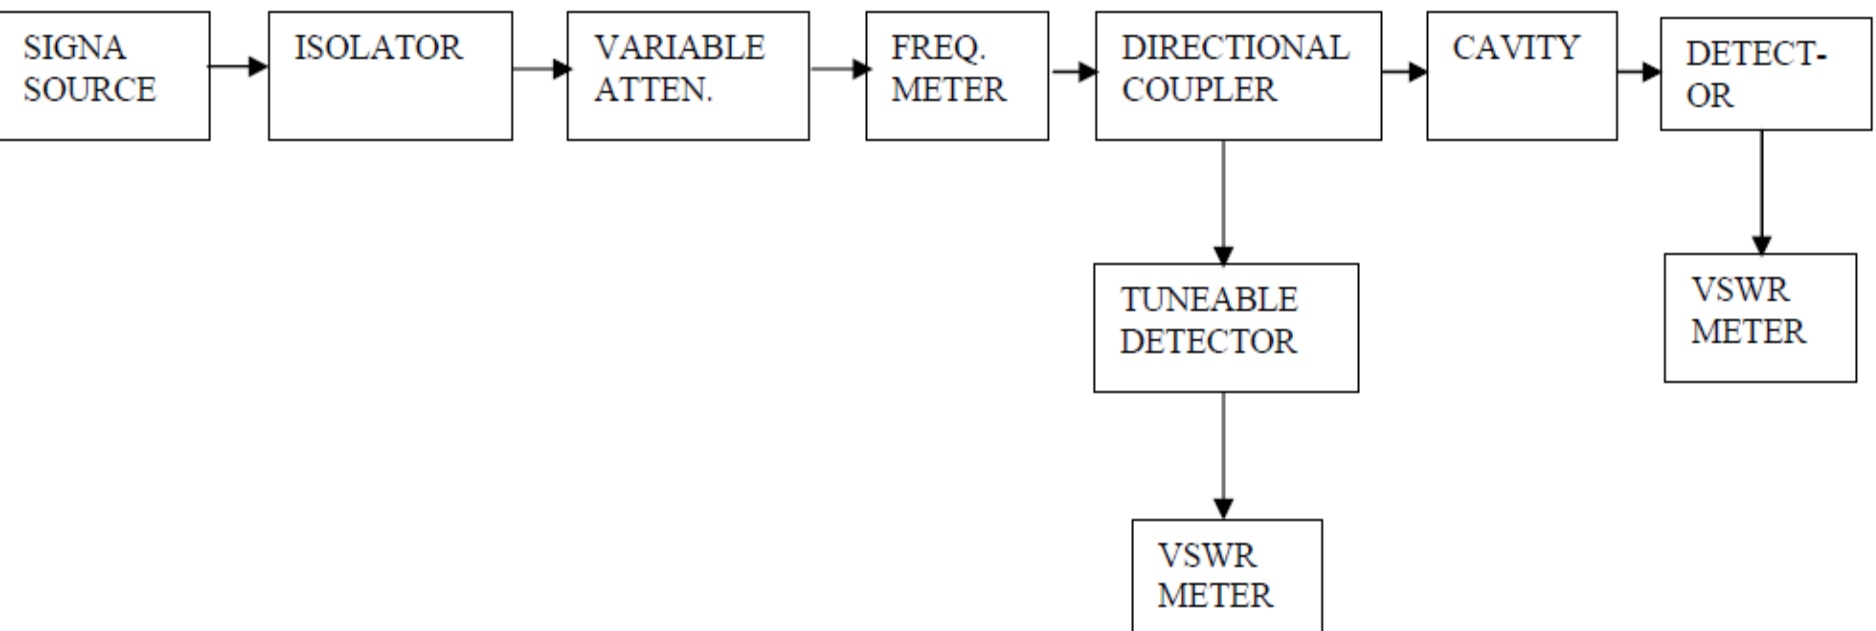 SIGNA
SOURCE
ISOLATOR
VARIABLE
ATTEN.
FREQ.
METER
DIRECTIONAL
COUPLER
CAVITY
DETECT-
OR
TUNEABLE
DETECTOR
VSWR
METER
VSWR
METER